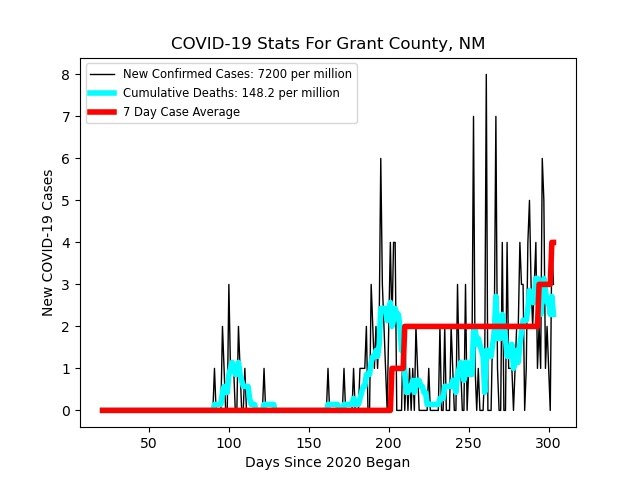 COVID-19 Stats For Grant County, NM
New Confirmed Cases: 7200 per million
Cumulative Deaths: 148.2 per million
7 Day Case Average
New COVID-19 Cases
8
7
6
5
4
3
2
1
0
50 100 150 200 250 300
Days Since 2020 Began